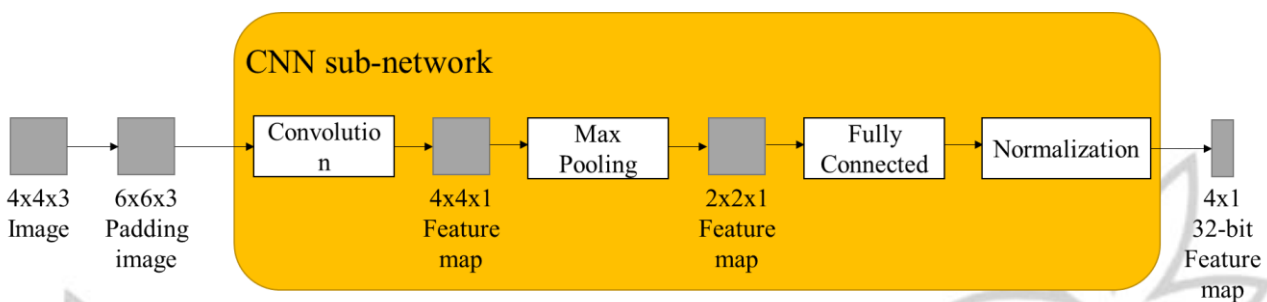 CNN sub-network
Convolutio
n
Max
Pooling
Fully
Connected
Normalization
4x4x3
Image
6x6x3
Padding
image
4x4x1
Feature
map
2x2x1
Feature
map
4x1
32-bit
Feature
map